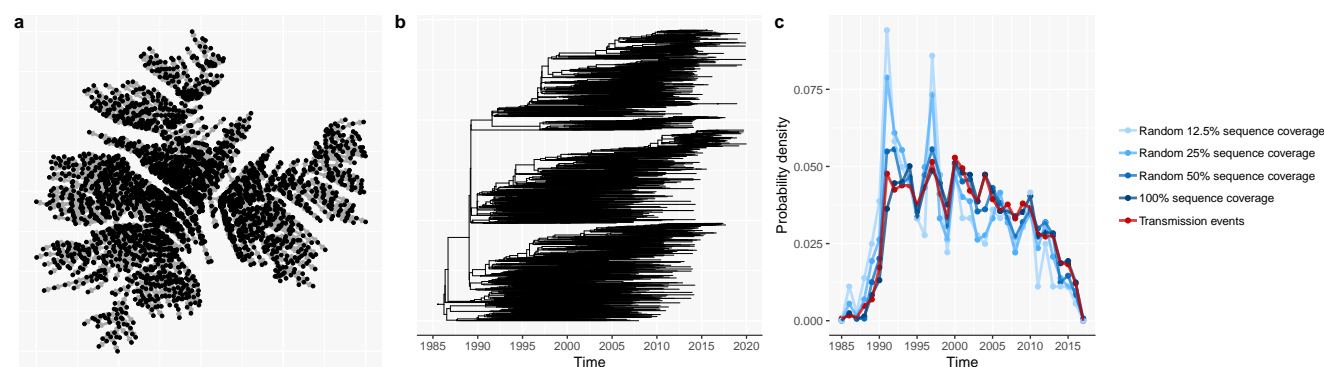 a
b
1985 1990 1995 2000 2005 2010 2015 2020
Time
c
Probability density
0.075
0.050
0.025
0.000
1985 1990 1995 2000 2005 2010 2015
Time
Random 12.5% sequence coverage
Random 25% sequence coverage
Random 50% sequence coverage
100% sequence coverage
Transmission events